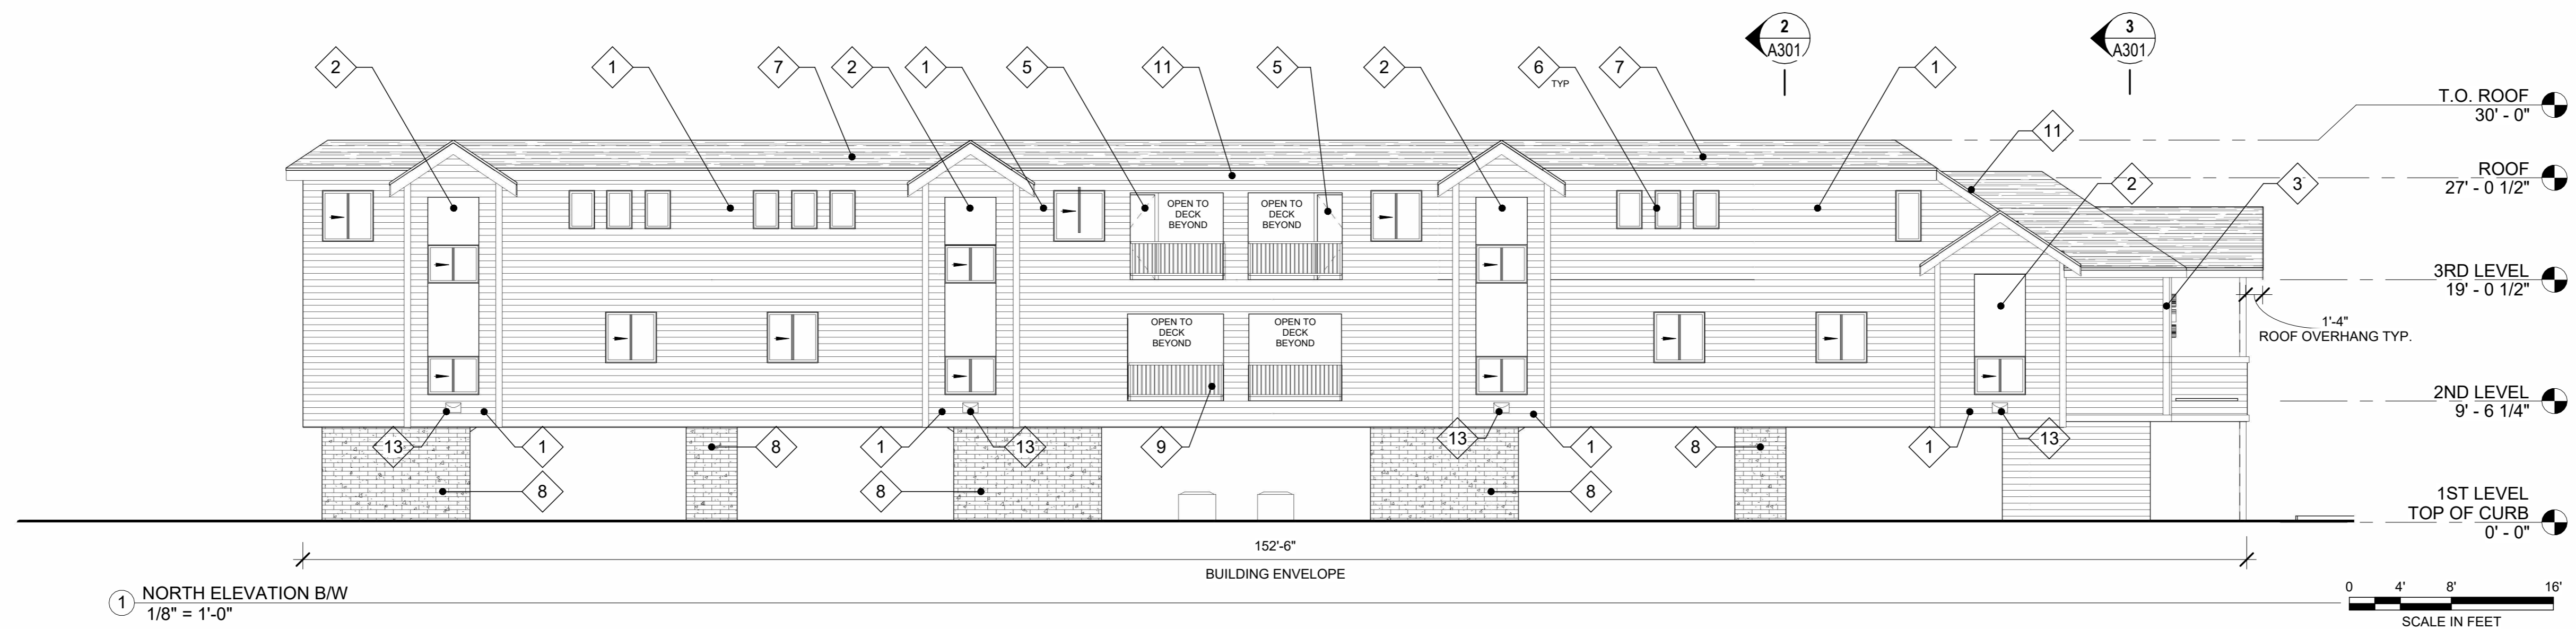 2
A301
3
A301
2
1
7
2
1
5
11
5
2
6
TYP
7
1
T.O. ROOF
30' - 0"
11
ROOF
27' - 0 1/2"
2
3
OPEN TO
DECK
BEYOND
OPEN TO
DECK
BEYOND
3RD LEVEL
19' - 0 1/2"
OPEN TO
DECK
BEYOND
OPEN TO
DECK
BEYOND
1'-4"
ROOF OVERHANG TYP.
2ND LEVEL
9' - 6 1/4"
13
1
8
1
13
9
13
1
8
1
13
8
8
8
1ST LEVEL
TOP OF CURB
0' - 0"
152'-6"
BUILDING ENVELOPE
1
NORTH ELEVATION B/W
1/8" = 1'-0"
0 4' 8' 16'
SCALE IN FEET